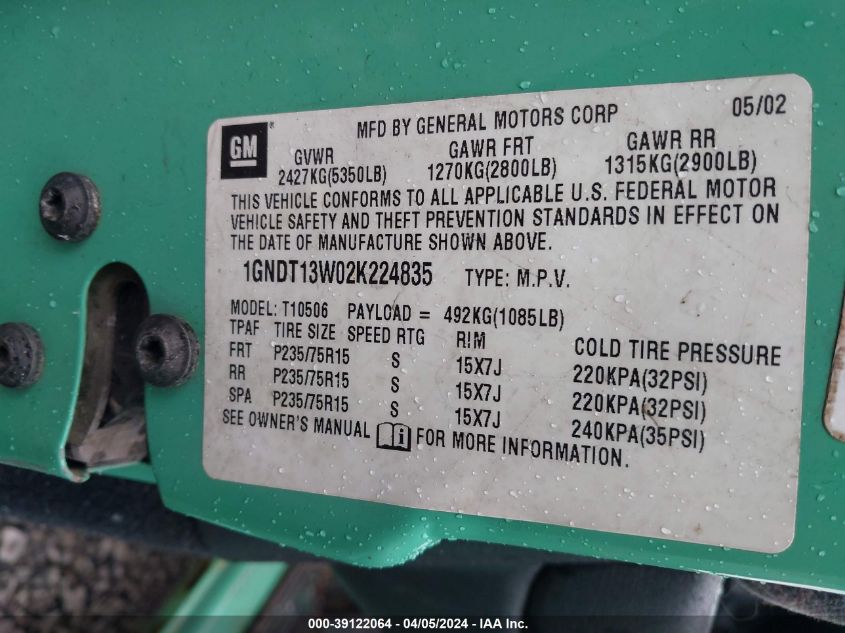 05/02
MFD BY GENERAL MOTORS CORP
GM
GVWR GAWR FRT GAWR RR
2427KG(5350LB) 1270KG(2800LB) 1315KG(2900LB)
THIS VEHICLE CONFORMS TO ALL APPLICABLE U.S. FEDERAL MOTOR
VEHICLE SAFETY AND THEFT PREVENTION STANDARDS IN EFFECT ON
THE DATE OF MANUFACTURE SHOWN ABOVE.
1GNDT13W02K224835 TYPE: M.P.V.
MODEL: T10506 PAYLOAD = 492KG(1085LB)
TPAF TIRE SIZE SPEED RTG RIM COLD TIRE PRESSURE
FRT P235/75R15 S 15X7J 220KPA(32PSI)
RR P235/75R15 S 15X7J 220KPA(32PSI)
SPA P235/75R15 S 15X7J 240KPA(35PSI)
SEE OWNER'S MANUAL FOR MORE INFORMATION.
000-39122064 - 04/05/2024 - IAA Inc.